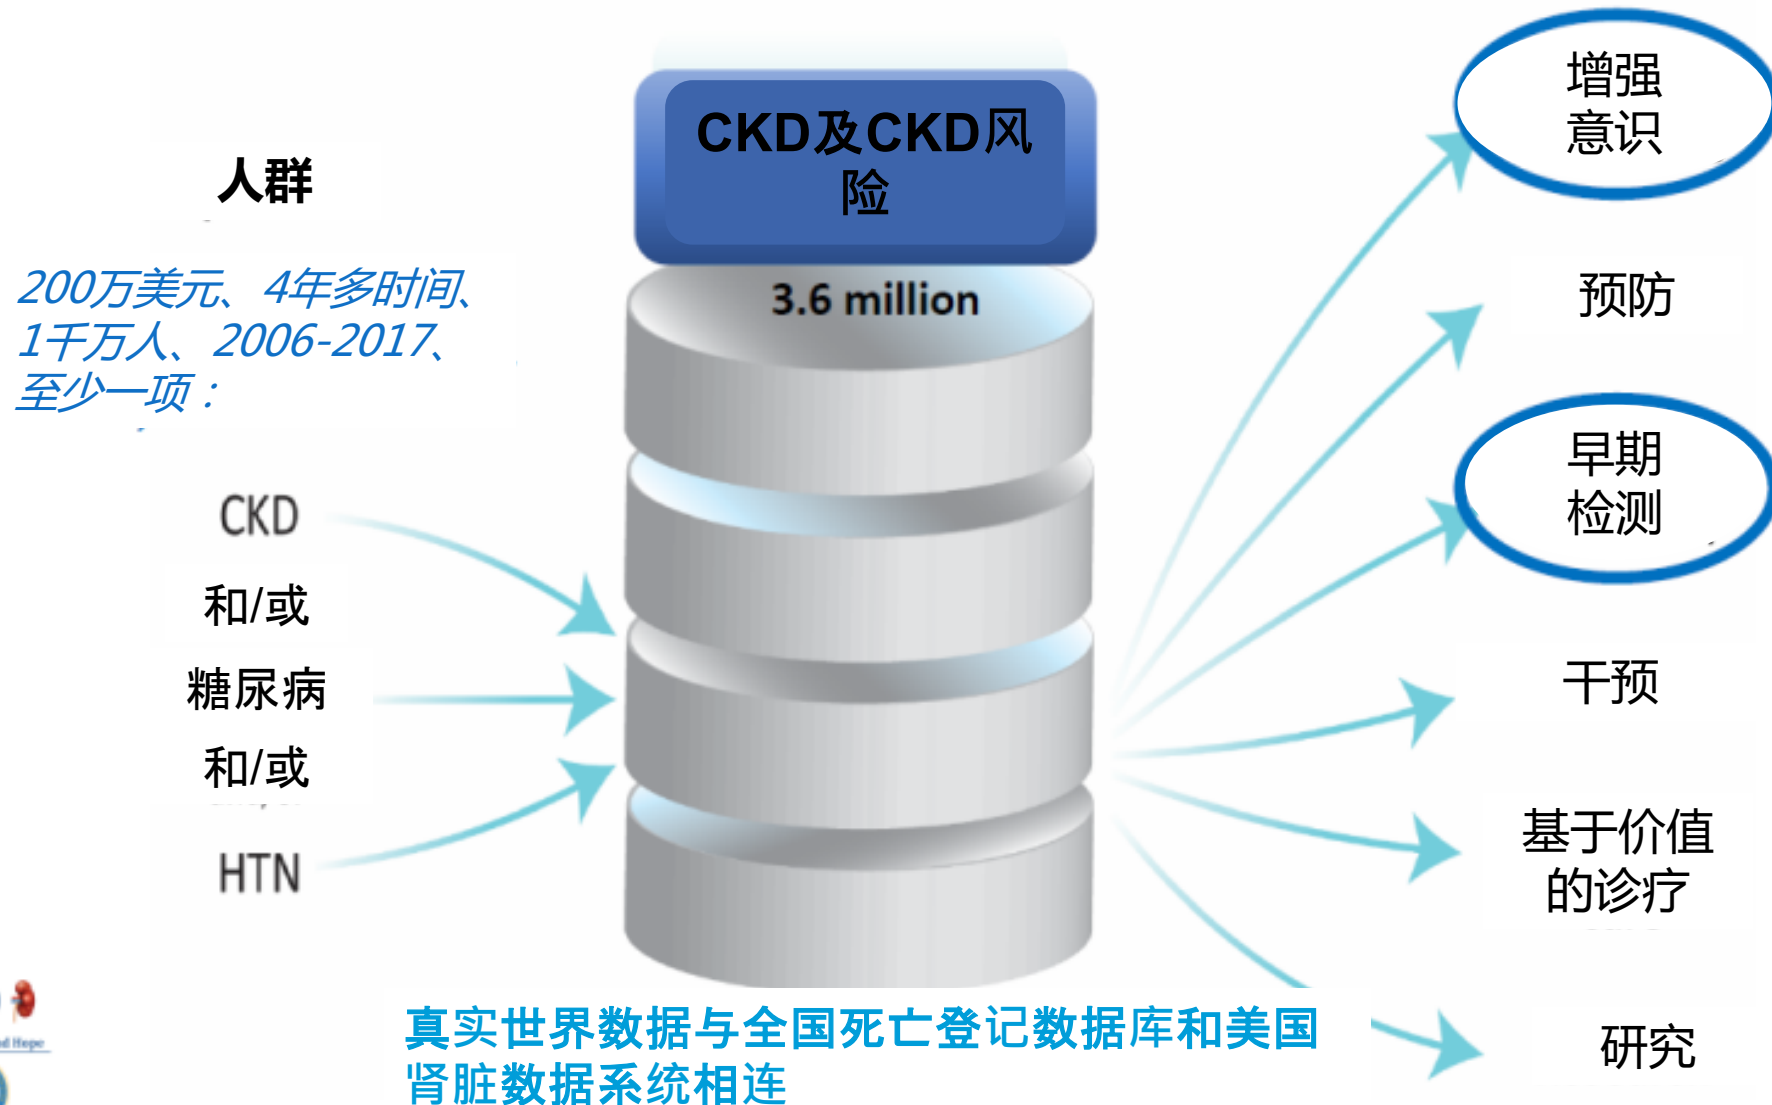 人群
200万美元、4年多时间、
1千万人、2006-2017、
至少一项：
CKD
和/或
糖尿病
和/或
HTN
CKD及CKD风
险
3.6 million
增强
意识
预防
早期
检测
干预
基于价值
的诊疗
研究
真实世界数据与全国死亡登记数据库和美国
肾脏数据系统相连
d Hope